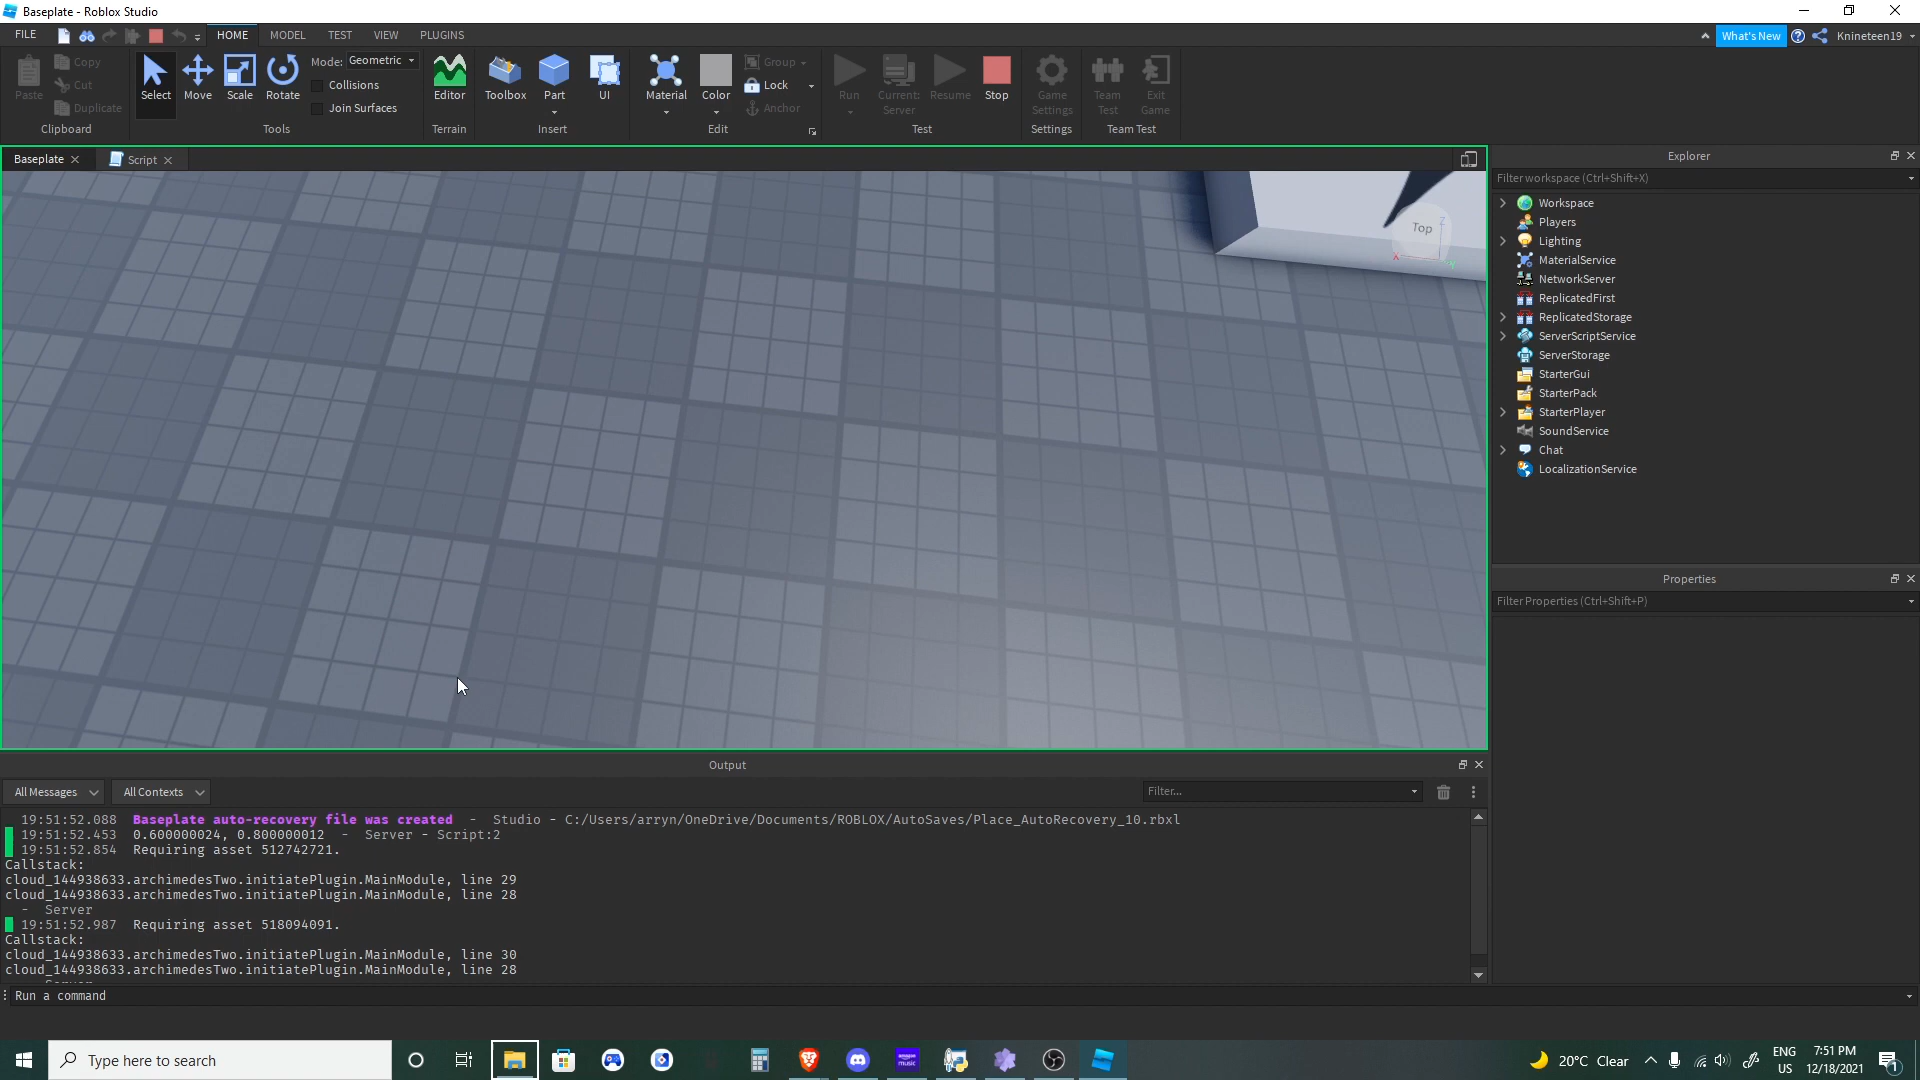 Baseplate - Roblox Studio
FILE HOME MODEL TEST VIEW PLUGINS What's New Knineteen19
Paste Copy Cut Duplicate Clipboard
Select Move Scale Rotate Mode: Geometric Collisions Join Surfaces Tools
Editor Terrain
Toolbox Part UI Insert
Material Color Group Lock Anchor Edit
Run Current: Server Resume Stop Test
Game Settings Settings
Team Test Exit Game Team Test
Baseplate Script
Top
X Y Z
Explorer
Filter workspace (Ctrl+Shift+X)
Workspace
Players
Lighting
MaterialService
NetworkServer
ReplicatedFirst
ReplicatedStorage
ServerScriptService
ServerStorage
StarterGui
StarterPack
StarterPlayer
SoundService
Chat
LocalizationService
Properties
Filter Properties (Ctrl+Shift+P)
Output
All Messages All Contexts Filter...
19:51:52.088 Baseplate auto-recovery file was created - Studio - C:/Users/arryn/OneDrive/Documents/ROBLOX/AutoSaves/Place_AutoRecovery_10.rbxl
19:51:52.453 0.600000024, 0.800000012 - Server - Script:2
19:51:52.854 Requiring asset 512742721.
Callstack:
cloud_144938633.archimedesTwo.initiatePlugin.MainModule, line 29
cloud_144938633.archimedesTwo.initiatePlugin.MainModule, line 28
- Server
19:51:52.987 Requiring asset 518094091.
Callstack:
cloud_144938633.archimedesTwo.initiatePlugin.MainModule, line 30
cloud_144938633.archimedesTwo.initiatePlugin.MainModule, line 28
Run a command
Type here to search
amazon music
20°C Clear
ENG US
7:51 PM
12/18/2021
1